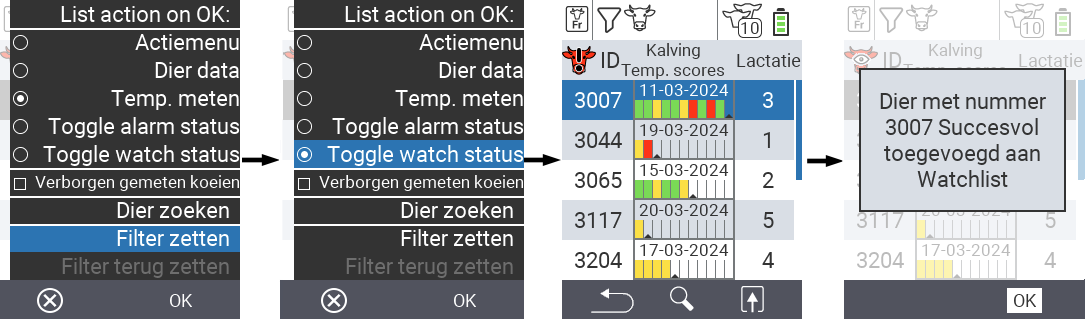 List action on OK:
Actiemenu
Dier data
Temp. meten
Toggle alarm status
Toggle watch status
Verborgen gemeten koeien
Dier zoeken
Filter zetten
Filter terug zetten
OK
List action on OK:
Actiemenu
Dier data
Temp. meten
Toggle alarm status
Toggle watch status
Verborgen gemeten koeien
Dier zoeken
Filter zetten
Filter terug zetten
OK
Fr
10
ID Kalving Lactatie
Temp. scores
3007 11-03-2024 3
3044 19-03-2024 1
3065 15-03-2024 2
3117 20-03-2024 5
3204 17-03-2024 4
Fr
10
ID Kalving Lactatie
Temp. scores
Dier met nummer
3007 Succesvol
toegevoegd aan
Watchlist
3117 20-03-2024 5
3204 17-03-2024 4
OK